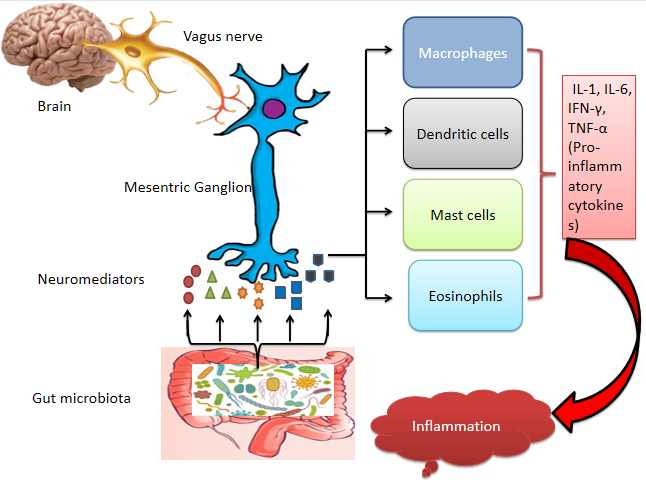 Vagus nerve
Brain
Mesentric Ganglion
Neuromediators
Gut microbiota
Macrophages
Dendritic cells
Mast cells
Eosinophils
IL-1, IL-6,
IFN-γ,
TNF-α
(Pro-
inflamm
atory
cytokine
s)
Inflammation